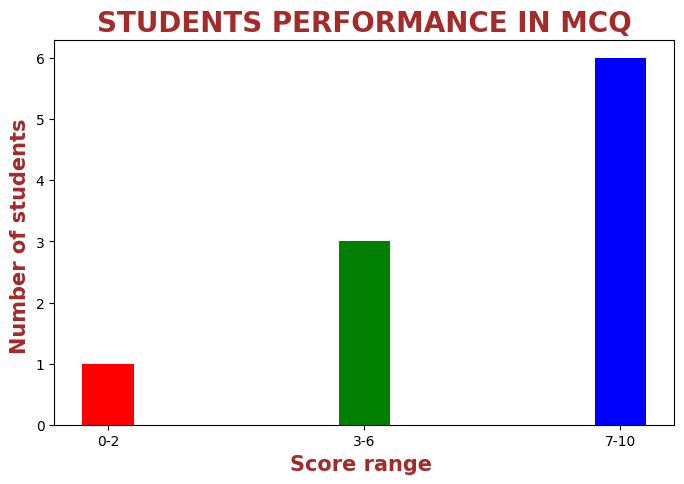 STUDENTS PERFORMANCE IN MCQ
Number of students
6
5
4
3
2
1
0
0-2 3-6 7-10
Score range